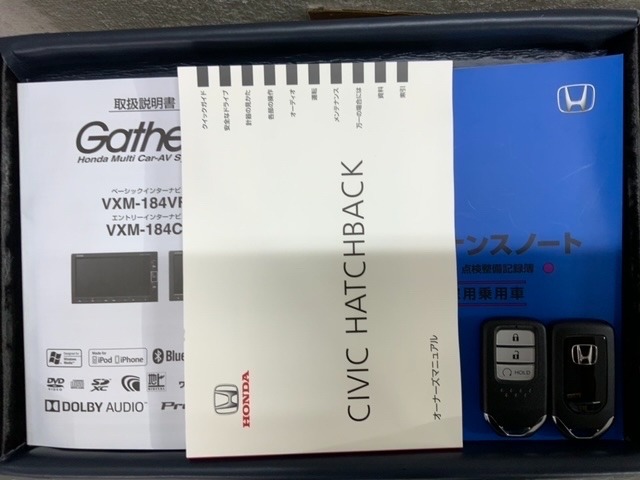 取扱説明書
Gathe
Honda Multi Car-AV Sy
ベーシックインターナビ
VXM-184VF
エントリーインターナビ
VXM-184C
Made for
iPod iPhone
Blue
DVD
SD XC
DOLBY AUDIO
Pro
クイックガイド
安全なドライブ
計器の見かた
各部の操作
オーディオ
運転
メンテナンス
万一の場合には
資料
索引
CIVIC HATCHBACK
オーナーズマニュアル
HONDA
ナンスノート
点検整備記録簿
用乗用車
HOLD